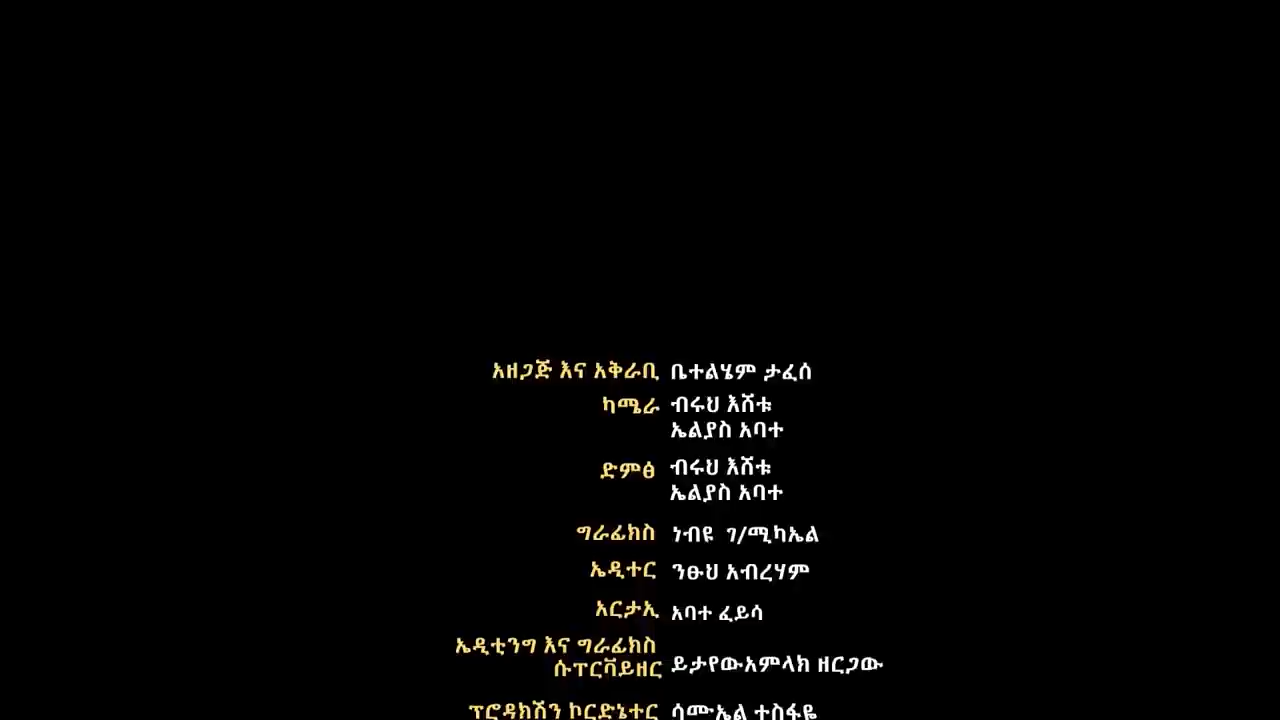 አዘጋጅ እና አቅራቢ ቤተልሄም ታፈሰ
ካሜራ ብሩህ እሸቱ
ኤልያስ አባተ
ድምፅ ብሩህ እሸቱ
ኤልያስ አባተ
ግራፊክስ ነብዩ ገ/ሚካኤል
ኤዲተር ንፁህ አብረሃም
አርታኢ አባተ ፈይሳ
ኤዲቲንግ እና ግራፊክስ
ሱፐርቫይዘር ይታየውአምላክ ዘርጋው
ፕሮዳክሽን ኮርድኔተር ሳሙኤል ተስፋዬ